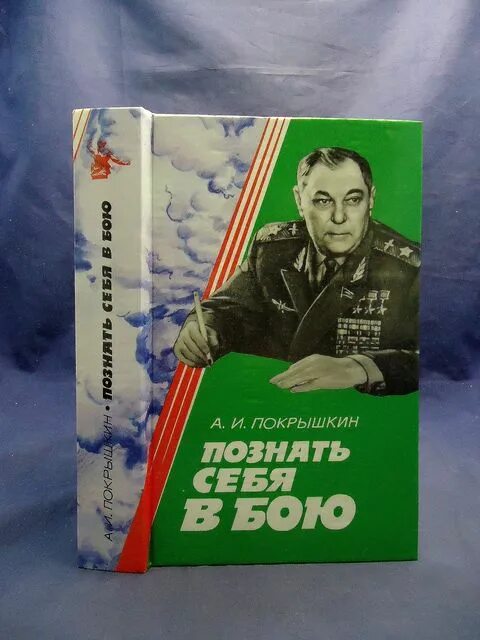 А. И. ПОКРЫШКИН • ПОЗНАТЬ СЕБЯ В БОЮ
А. И. ПОКРЫШКИН
ПОЗНАТЬ
СЕБЯ
В БОЮ